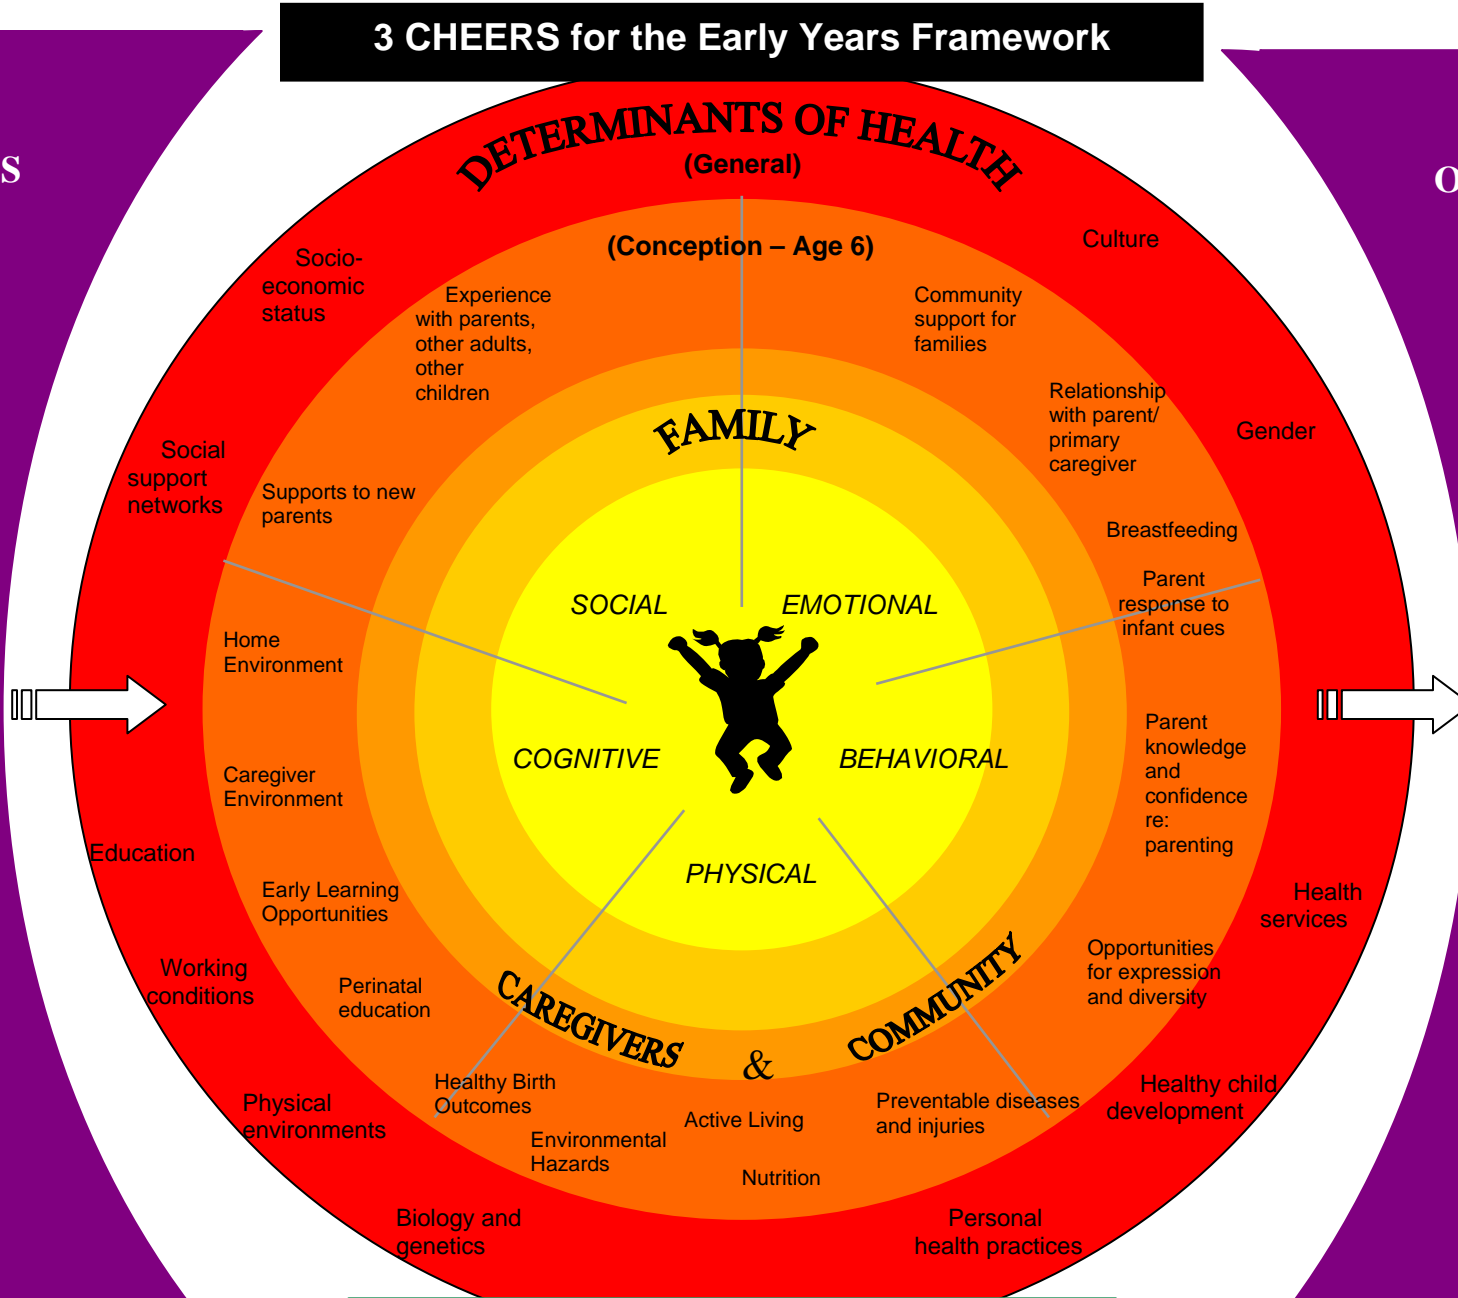 3 CHEERS for the Early Years Framework
DETERMINANTS OF HEALTH
(General)
S
O
Culture
(Conception – Age 6)
Socio-
economic
status
Experience
with parents,
other adults,
other
children
Community
support for
families
Relationship
with parent/
primary
caregiver
Gender
FAMILY
Social
support
networks
Supports to new
parents
Breastfeeding
Parent
response to
infant cues
SOCIAL
EMOTIONAL
Home
Environment
COGNITIVE
BEHAVIORAL
Parent
knowledge
and
confidence
re:
parenting
Caregiver
Environment
Education
PHYSICAL
Early Learning
Opportunities
Health
services
Working
conditions
Perinatal
education
CAREGIVERS
&
COMMUNITY
Opportunities
for expression
and diversity
Healthy Birth
Outcomes
Active Living
Preventable diseases
and injuries
Healthy child
development
Physical
environments
Environmental
Hazards
Nutrition
Biology and
genetics
Personal
health practices